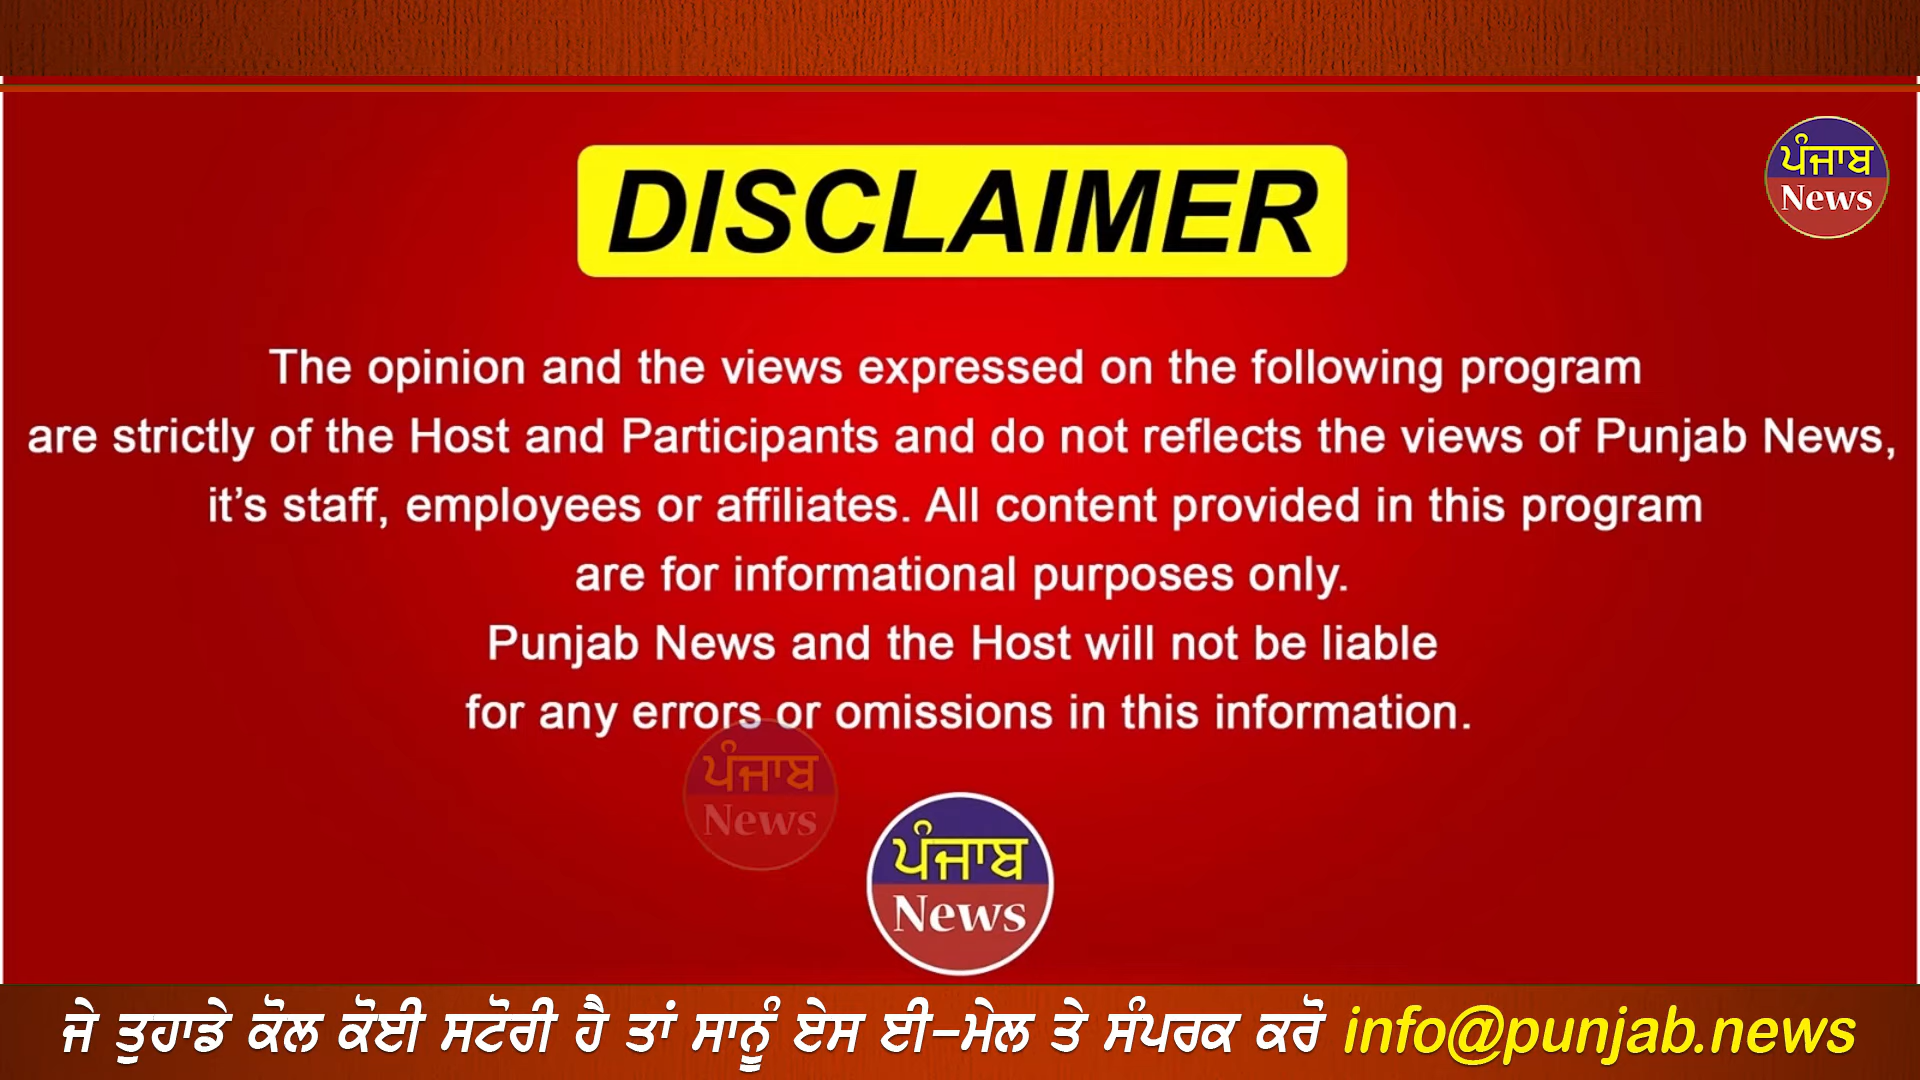 DISCLAIMER
ਪੰਜਾਬ
News
The opinion and the views expressed on the following program
are strictly of the Host and Participants and do not reflects the views of Punjab News,
it’s staff, employees or affiliates. All content provided in this program
are for informational purposes only.
Punjab News and the Host will not be liable
for any errors or omissions in this information.
ਪੰਜਾਬ
News
ਪੰਜਾਬ
News
ਜੇ ਤੁਹਾਡੇ ਕੋਲ ਕੋਈ ਸਟੋਰੀ ਹੈ ਤਾਂ ਸਾਨੂੰ ਏਸ ਈ-ਮੇਲ ਤੇ ਸੰਪਰਕ ਕਰੋ info@punjab.news